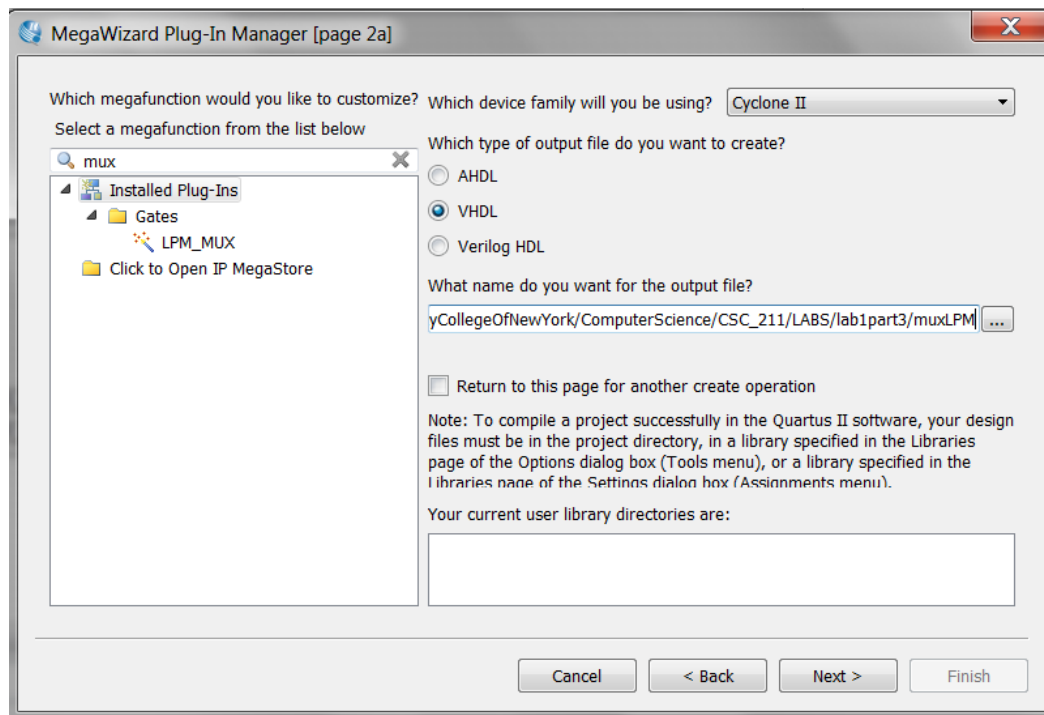 MegaWizard Plug-In Manager [page 2a]
Which megafunction would you like to customize?
Select a megafunction from the list below
mux
Installed Plug-Ins
Gates
LPM_MUX
Click to Open IP MegaStore
Which device family will you be using? Cyclone II
Which type of output file do you want to create?
AHDL
VHDL
Verilog HDL
What name do you want for the output file?
yCollegeOfNewYork/ComputerScience/CSC_211/LABS/lab1part3/muxLPM ...
Return to this page for another create operation
Note: To compile a project successfully in the Quartus II software, your design
files must be in the project directory, in a library specified in the Libraries
page of the Options dialog box (Tools menu), or a library specified in the
Libraries page of the Settings dialog box (Assignments menu).
Your current user library directories are:
Cancel < Back Next > Finish